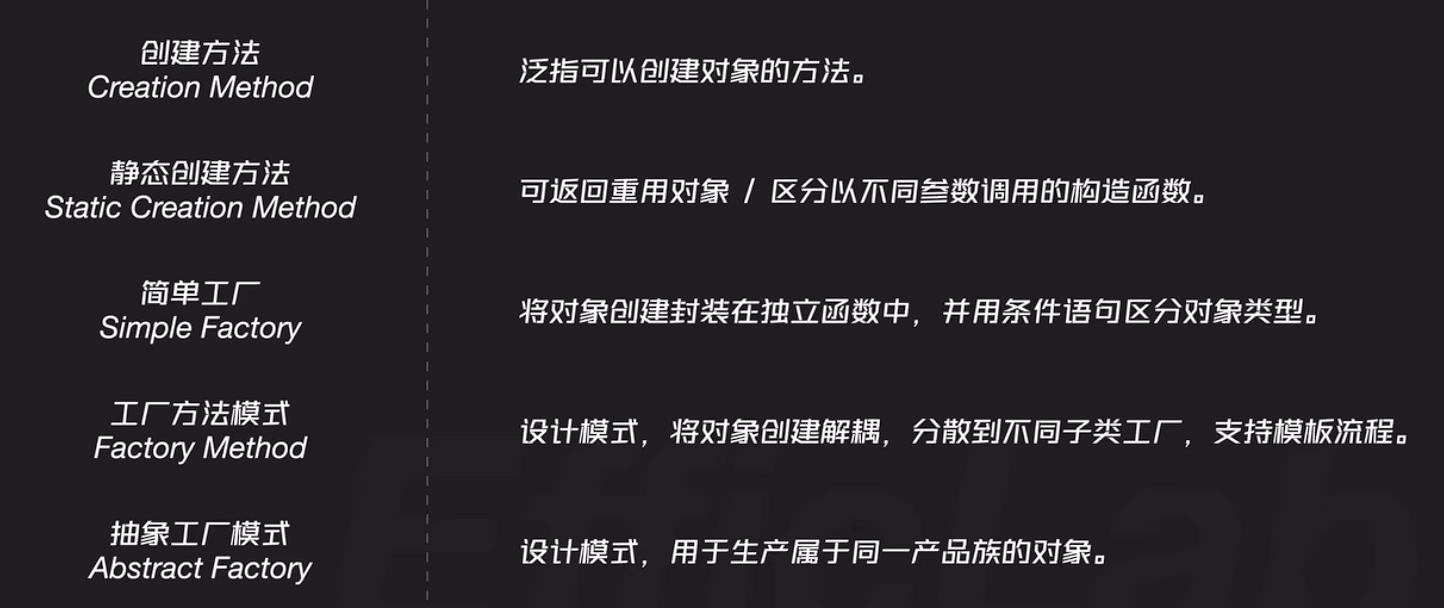 创建方法
Creation Method
泛指可以创建对象的方法。
静态创建方法
Static Creation Method
可返回重用对象 / 区分以不同参数调用的构造函数。
简单工厂
Simple Factory
将对象创建封装在独立函数中，并用条件语句区分对象类型。
工厂方法模式
Factory Method
设计模式，将对象创建解耦，分散到不同子类工厂，支持模板流程。
抽象工厂模式
Abstract Factory
设计模式，用于生产属于同一产品族的对象。